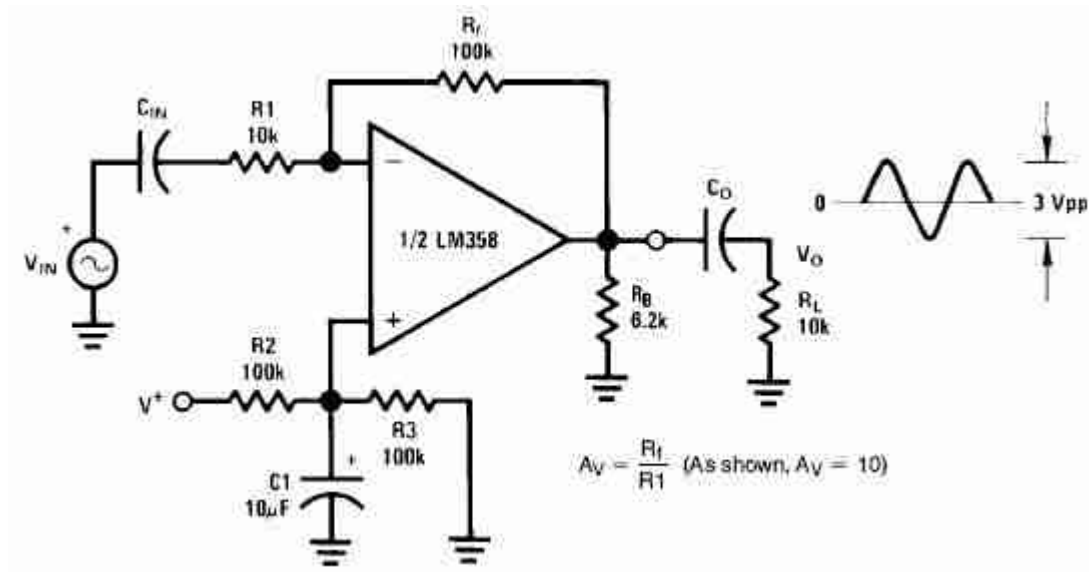 Rf
100k
CIN
R1
10k
−
1/2 LM358
+
+
VIN
CO
0
3 Vpp
VO
RB
6.2k
RL
10k
R2
100k
V+
R3
100k
+
C1
10μF
AV = Rf/R1 (As shown, AV = 10)